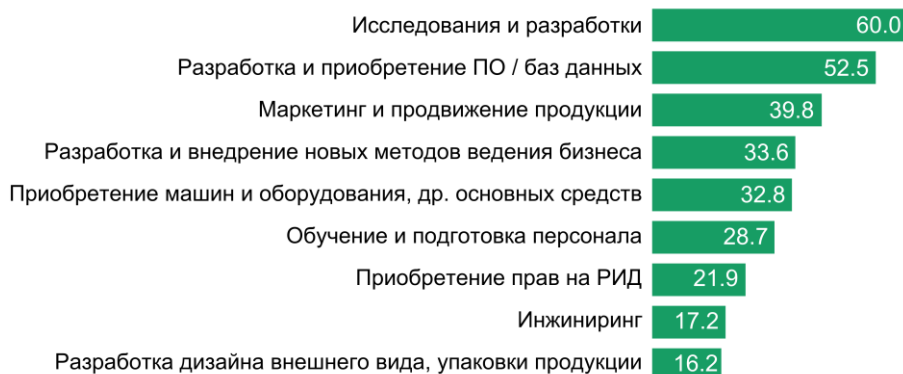 Исследования и разработки 60.0
Разработка и приобретение ПО / баз данных 52.5
Маркетинг и продвижение продукции 39.8
Разработка и внедрение новых методов ведения бизнеса 33.6
Приобретение машин и оборудования, др. основных средств 32.8
Обучение и подготовка персонала 28.7
Приобретение прав на РИД 21.9
Инжиниринг 17.2
Разработка дизайна внешнего вида, упаковки продукции 16.2